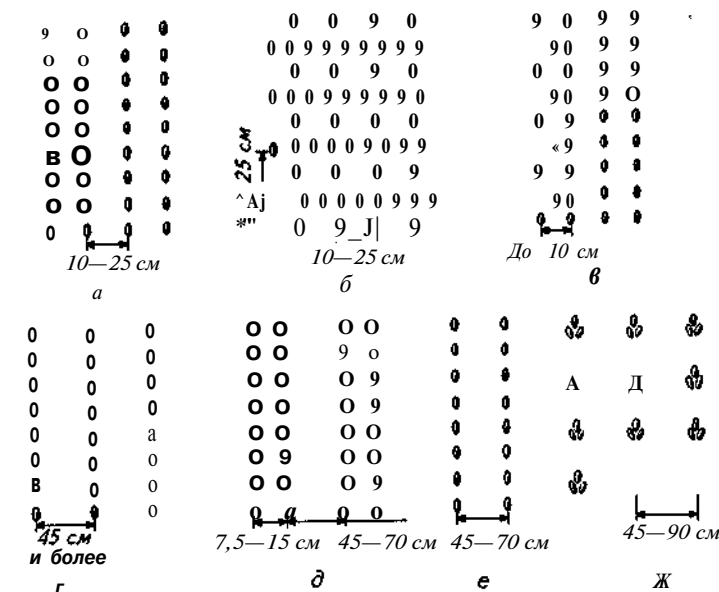 25 см
10—25 см
а
10—25 см
б
До 10 см
в
45 см
и более
г
7,5—15 см 45—70 см
д
45—70 см
е
45—90 см
Ж